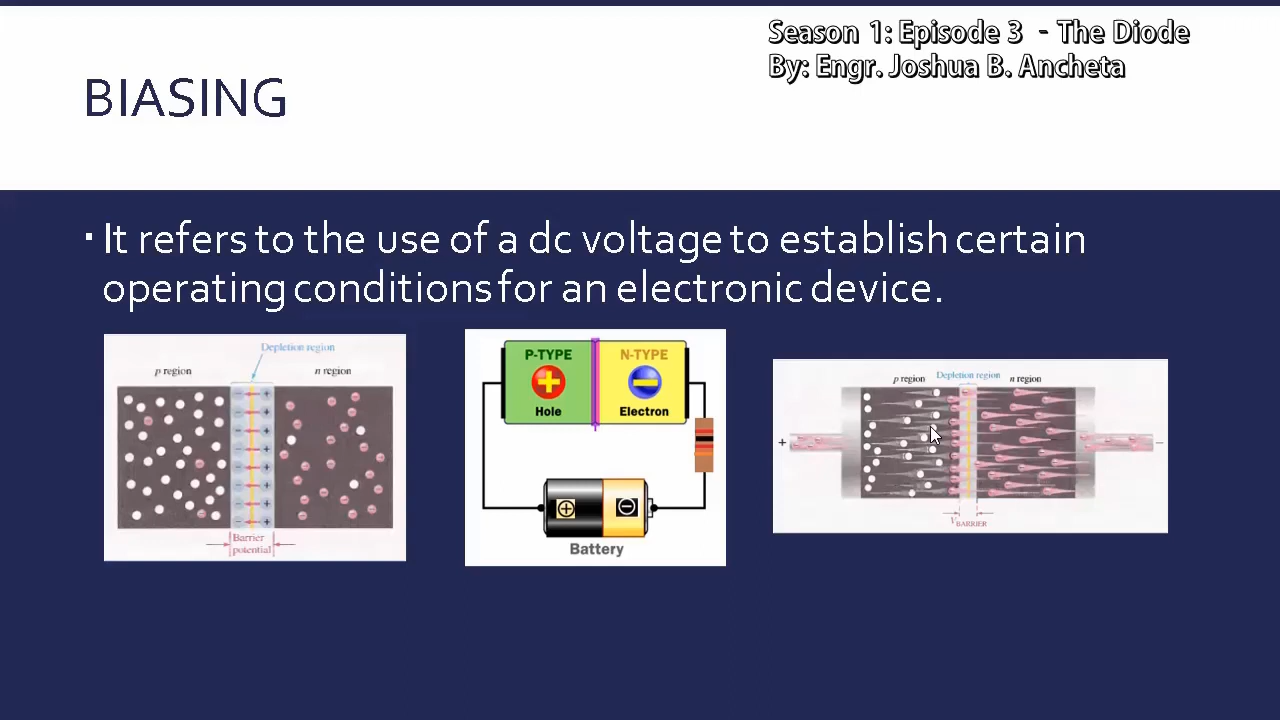 Season 1: Episode 3 - The Diode
By: Engr. Joshua B. Ancheta
BIASING
It refers to the use of a dc voltage to establish certain
operating conditions for an electronic device.
Depletion region
p region
n region
Barrier
potential
P-TYPE
N-TYPE
Hole
Electron
Battery
p region
Depletion region
n region
+
−
VBARRIER